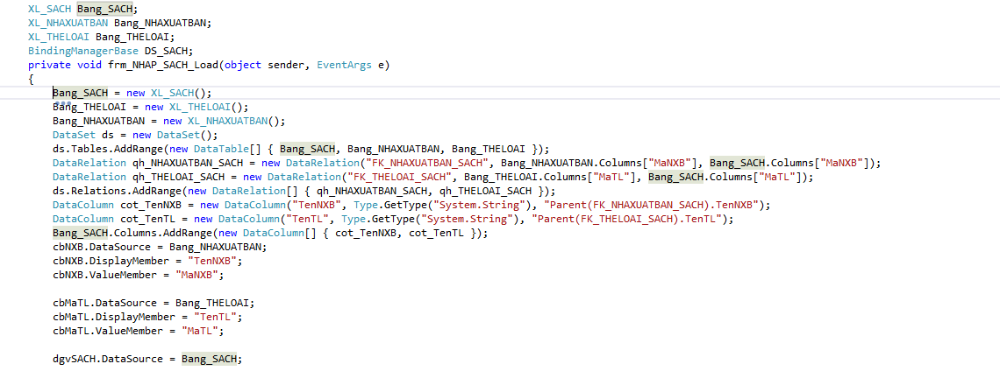 XL_SACH Bang_SACH;
XL_NHAXUATBAN Bang_NHAXUATBAN;
XL_THELOAI Bang_THELOAI;
BindingManagerBase DS_SACH;
private void frm_NHAP_SACH_Load(object sender, EventArgs e)
{
Bang_SACH = new XL_SACH();
Bang_THELOAI = new XL_THELOAI();
Bang_NHAXUATBAN = new XL_NHAXUATBAN();
DataSet ds = new DataSet();
ds.Tables.AddRange(new DataTable[] { Bang_SACH, Bang_NHAXUATBAN, Bang_THELOAI });
DataRelation qh_NHAXUATBAN_SACH = new DataRelation("FK_NHAXUATBAN_SACH", Bang_NHAXUATBAN.Columns["MaNXB"], Bang_SACH.Columns["MaNXB"]);
DataRelation qh_THELOAI_SACH = new DataRelation("FK_THELOAI_SACH", Bang_THELOAI.Columns["MaTL"], Bang_SACH.Columns["MaTL"]);
ds.Relations.AddRange(new DataRelation[] { qh_NHAXUATBAN_SACH, qh_THELOAI_SACH });
DataColumn cot_TenNXB = new DataColumn("TenNXB", Type.GetType("System.String"), "Parent(FK_NHAXUATBAN_SACH).TenNXB");
DataColumn cot_TenTL = new DataColumn("TenTL", Type.GetType("System.String"), "Parent(FK_THELOAI_SACH).TenTL");
Bang_SACH.Columns.AddRange(new DataColumn[] { cot_TenNXB, cot_TenTL });
cbNXB.DataSource = Bang_NHAXUATBAN;
cbNXB.DisplayMember = "TenNXB";
cbNXB.ValueMember = "MaNXB";
cbMaTL.DataSource = Bang_THELOAI;
cbMaTL.DisplayMember = "TenTL";
cbMaTL.ValueMember = "MaTL";
dgvSACH.DataSource = Bang_SACH;